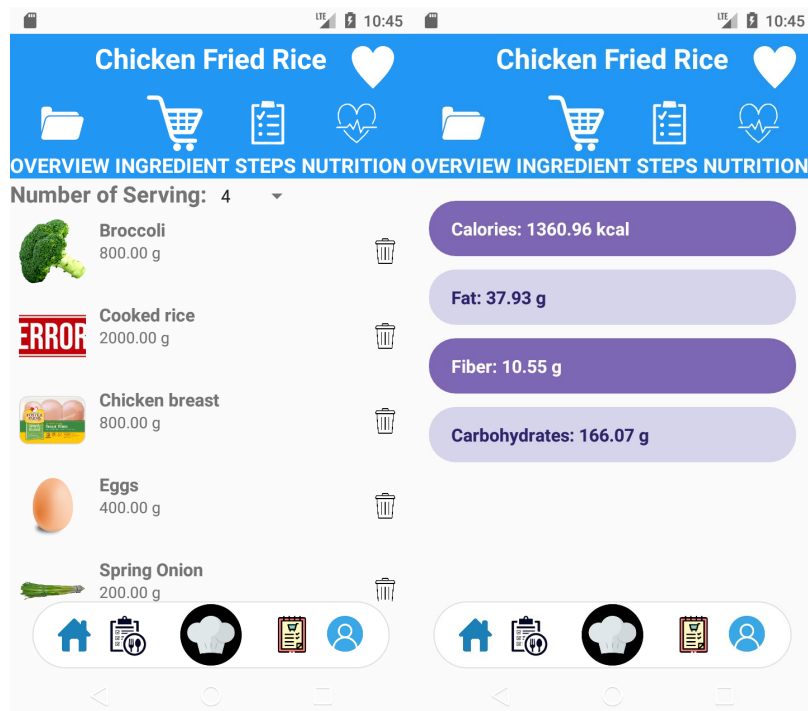 LTE 10:45
Chicken Fried Rice
OVERVIEW INGREDIENT STEPS NUTRITION
Number of Serving: 4
Broccoli
800.00 g
ERROR
Cooked rice
2000.00 g
Chicken breast
800.00 g
Eggs
400.00 g
Spring Onion
200.00 g
LTE 10:45
Chicken Fried Rice
OVERVIEW INGREDIENT STEPS NUTRITION
Calories: 1360.96 kcal
Fat: 37.93 g
Fiber: 10.55 g
Carbohydrates: 166.07 g